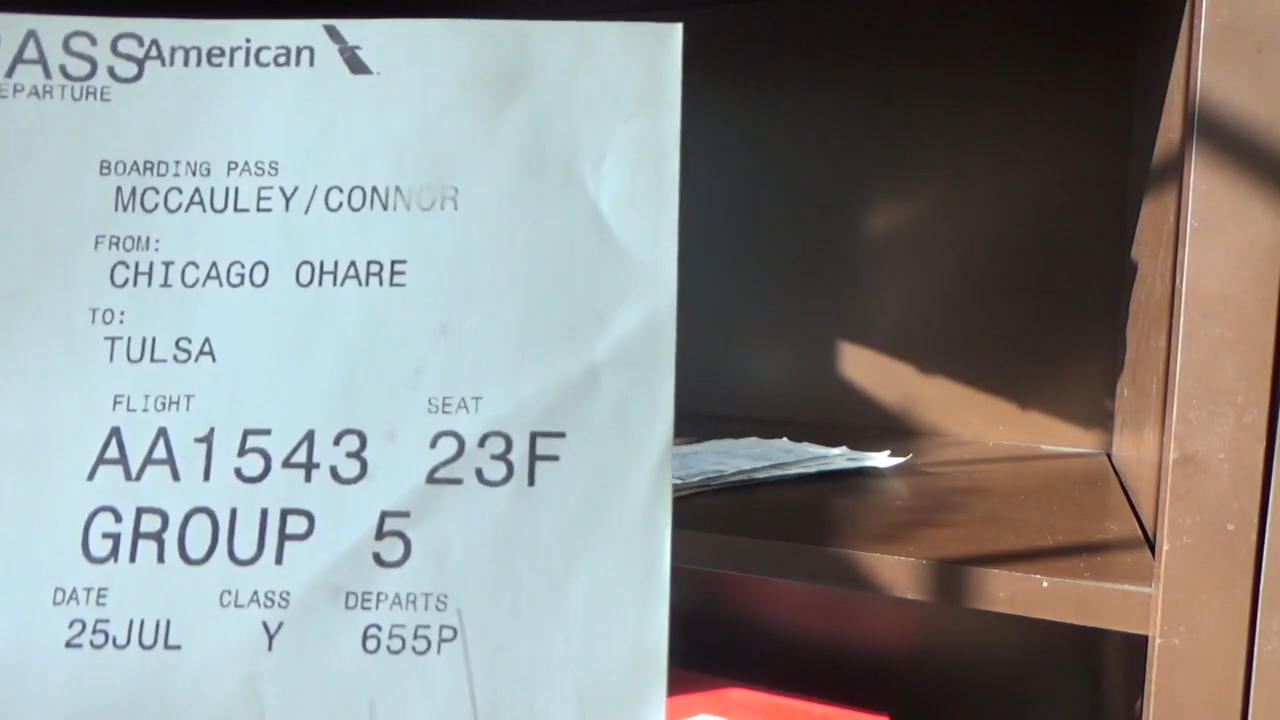 ASS American
EPARTURE
BOARDING PASS
MCCAULEY/CONNOR
FROM:
CHICAGO OHARE
TO:
TULSA
FLIGHT SEAT
AA1543 23F
GROUP 5
DATE CLASS DEPARTS
25JUL Y 655P